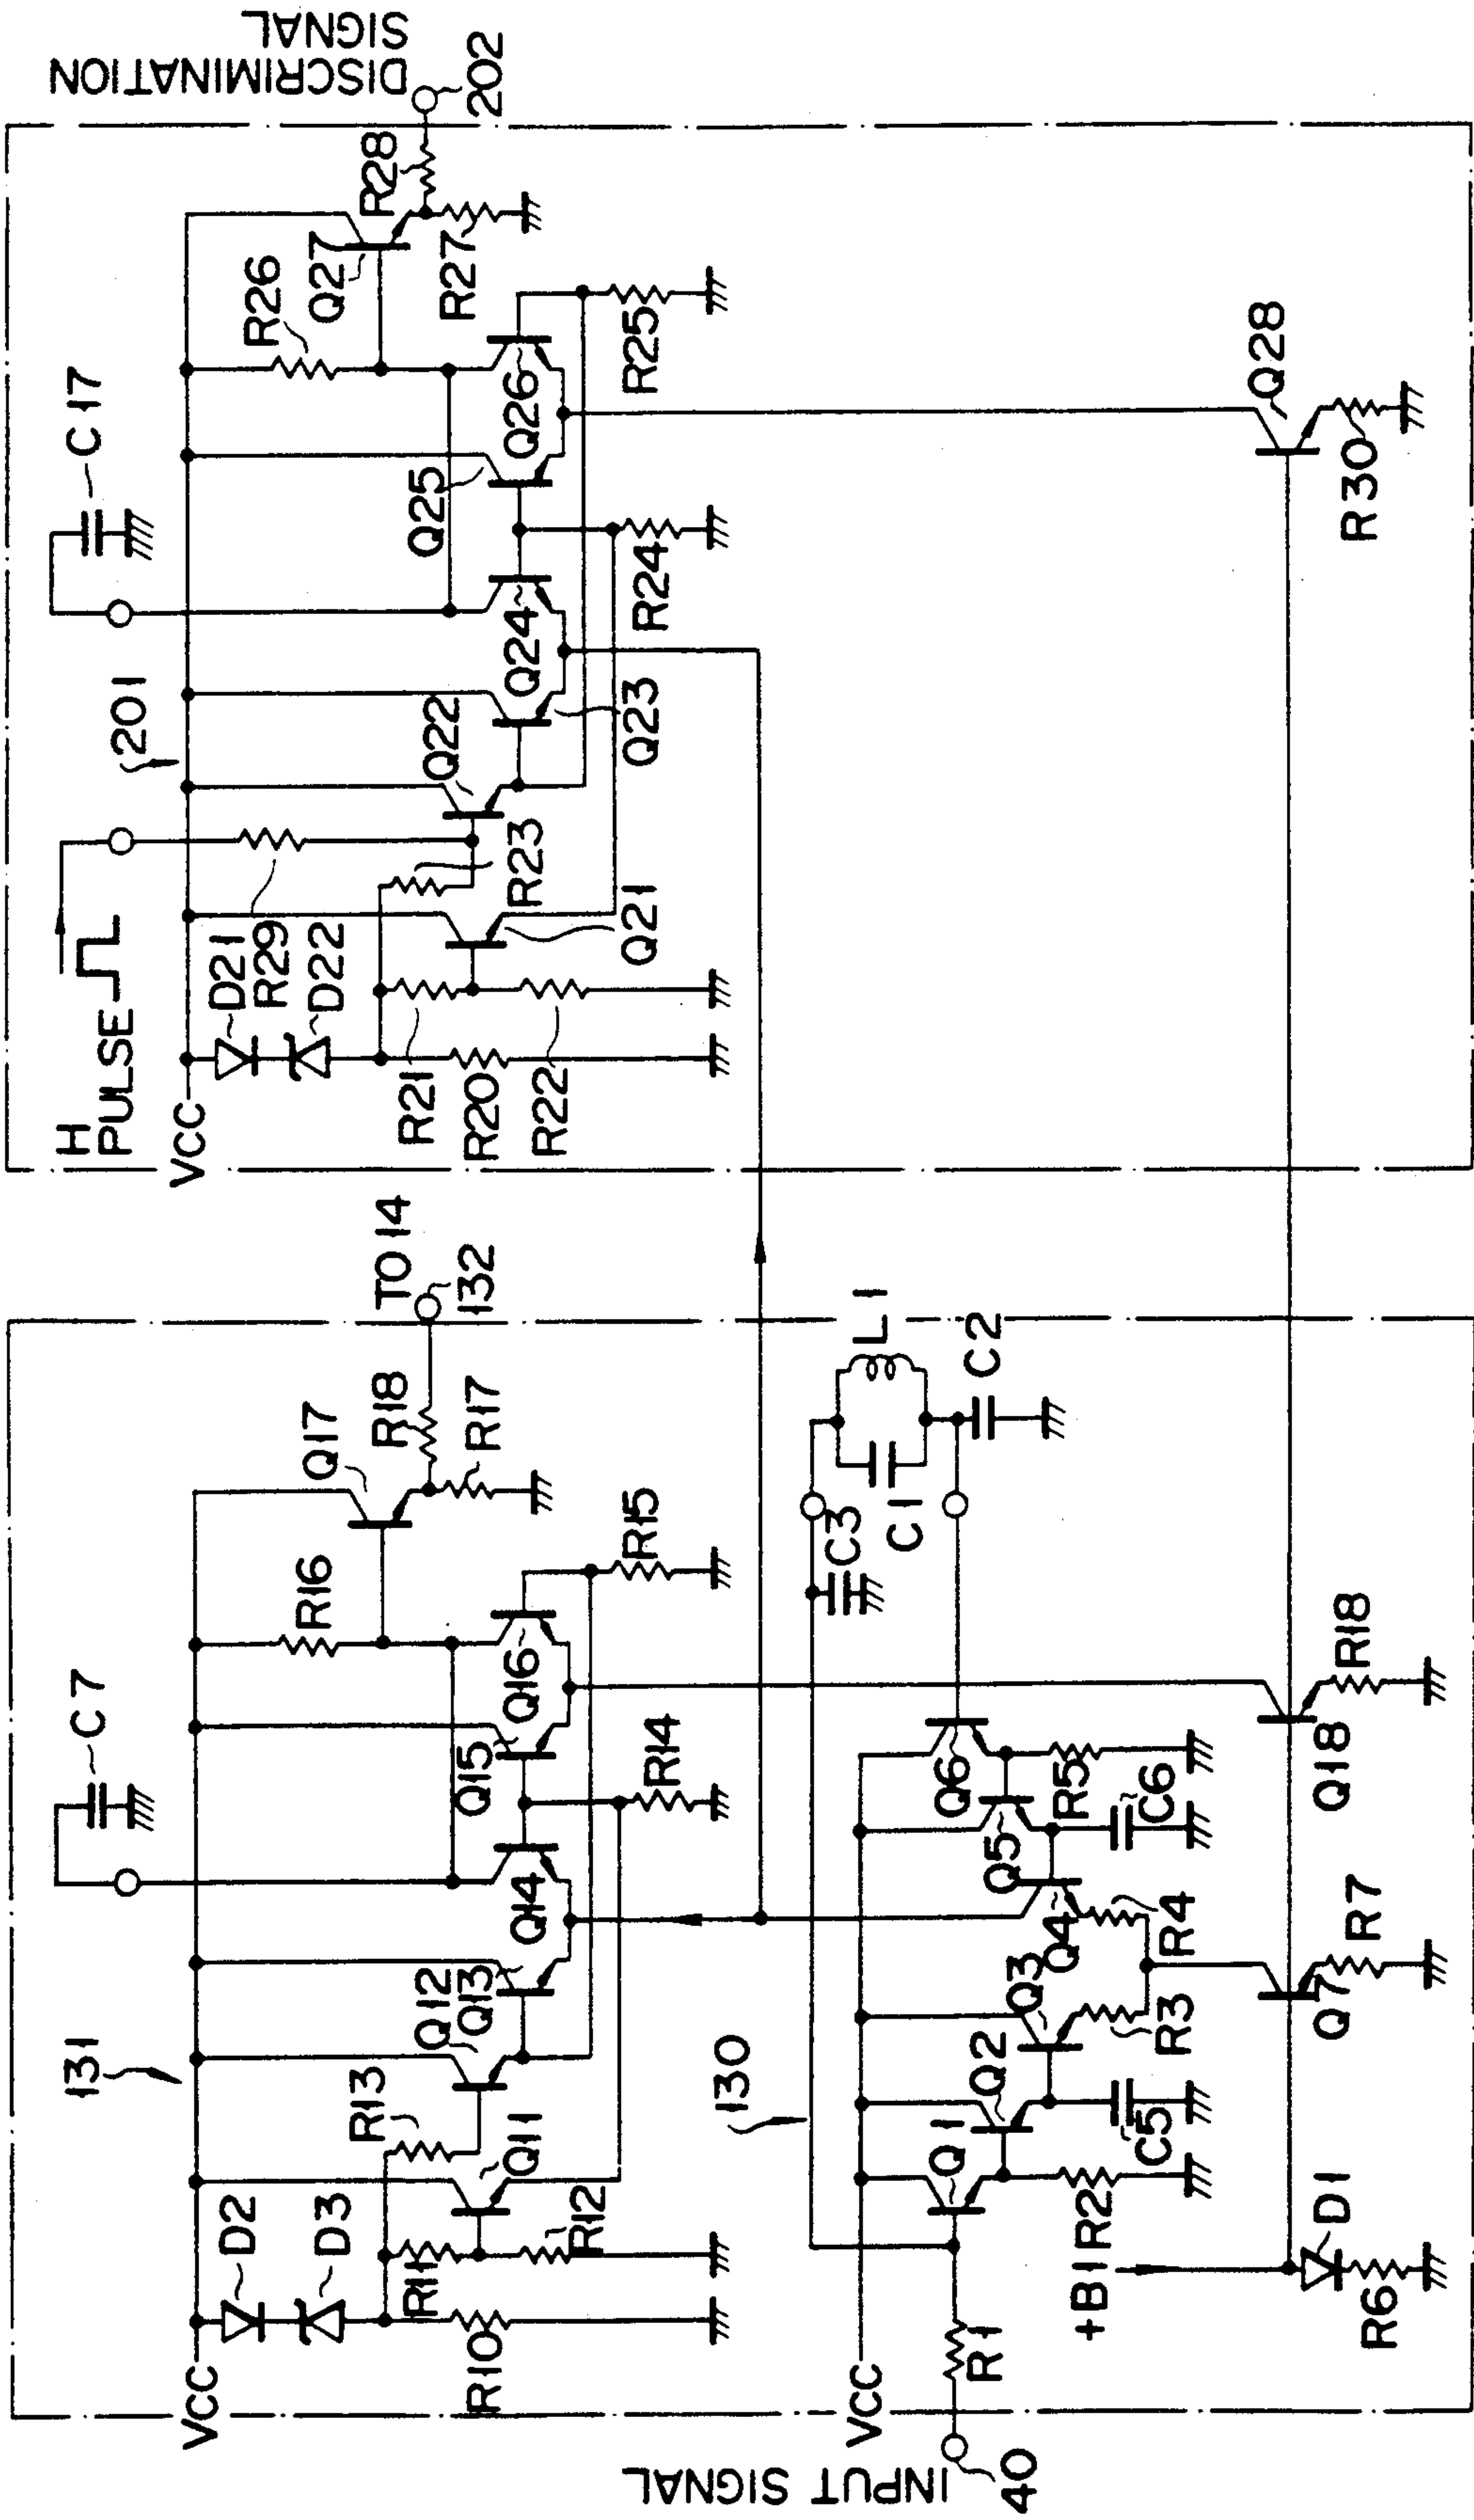 C7
131
VCC
D2
D3
R11
R10
R12
R13
Q11
Q12
Q13
Q14
Q15
Q16
R14
R15
R16
Q17
R18
R17
TO 14
132
INPUT SIGNAL
40
VCC
R1
130
Q1
Q2
Q3
Q4
Q5
Q6
R2
C5
R3
R4
R5
C6
C3
C1
L1
C2
+B1
D1
R6
Q7
R7
Q18
R18
H
PULSE
201
C17
VCC
D21
R29
D22
R21
R20
R22
Q21
R23
Q22
Q23
Q24
Q25
Q26
R24
R25
R26
Q27
R27
R28
202
DISCRIMINATION
SIGNAL
Q28
R30